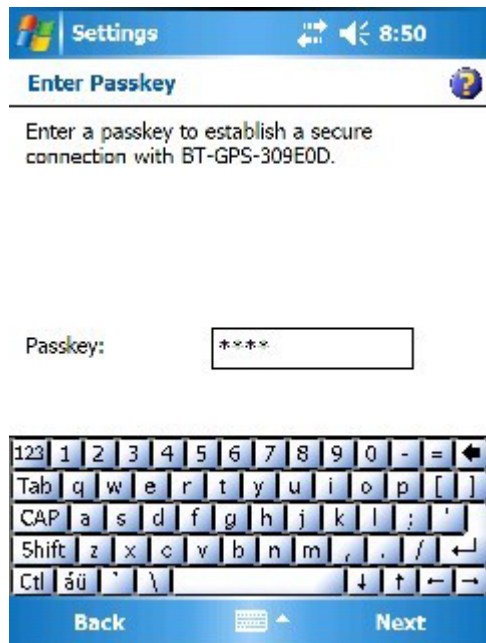 Settings 8:50
Enter Passkey ?
Enter a passkey to establish a secure
connection with BT-GPS-309E0D.
Passkey: ****
123 1 2 3 4 5 6 7 8 9 0 - =
Tab q w e r t y u i o p [ ]
CAP a s d f g h j k l ; '
Shift z x c v b n m , . /
Ctl áü ` \
Back Next